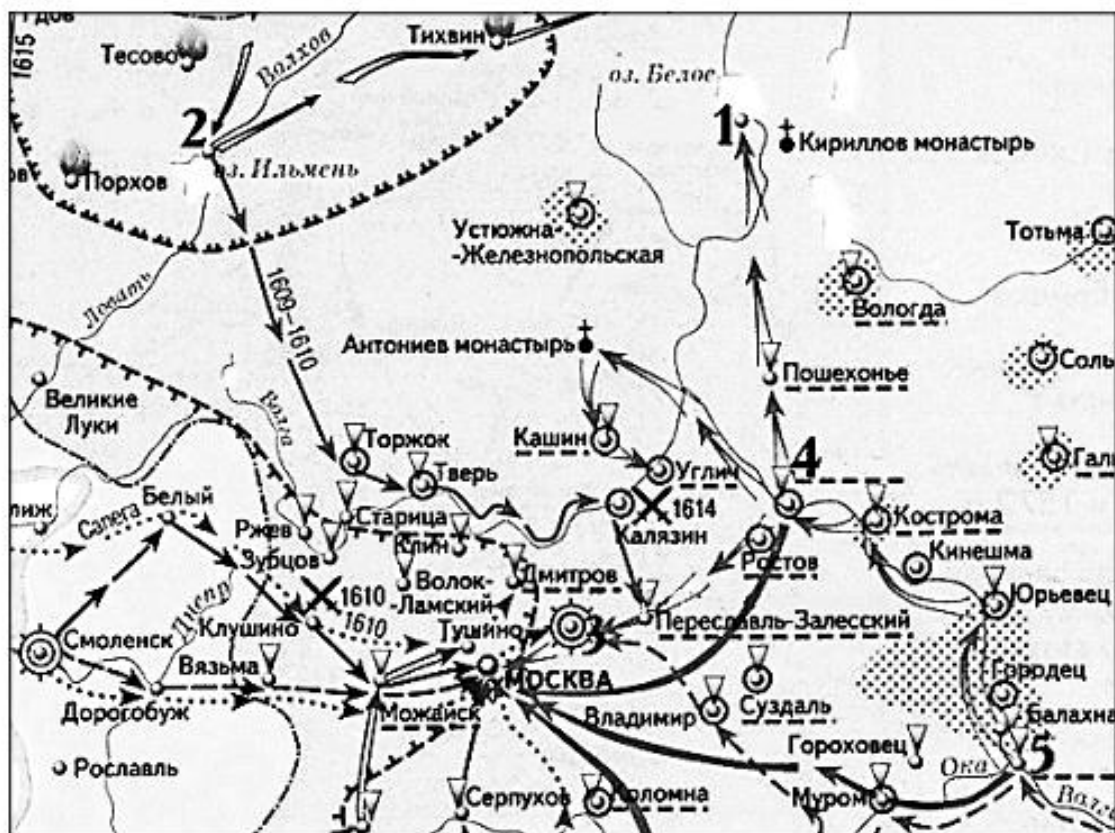 Тихвин
Тесово
Волхов
1615
оз. Белое
2
1
Кириллов монастырь
Порхов
оз. Ильмень
Устюжна-
-Железнопольская
Тотьма
Вологда
1609–1610
Ловать
Антониев монастырь
Пошехонье
Соль
Великие
Луки
Волга
Торжок
Кашин
Углич
4
Гали
Тверь
Белый
1614
Кострома
лиж
Сапега
Ржев
Старица
Калязин
Кинешма
Зубцов
Клин
Ростов
Юрьевец
Волок-
-Ламский
Дмитров
1610
Днепр
Клушино
1610
Тушино
3
Переславль-Залесский
Смоленск
Вязьма
МОСКВА
Городец
Дорогобуж
Можайск
Владимир
Суздаль
Балахна
Гороховец
5
Ока
Рославль
Серпухов
Коломна
Муром